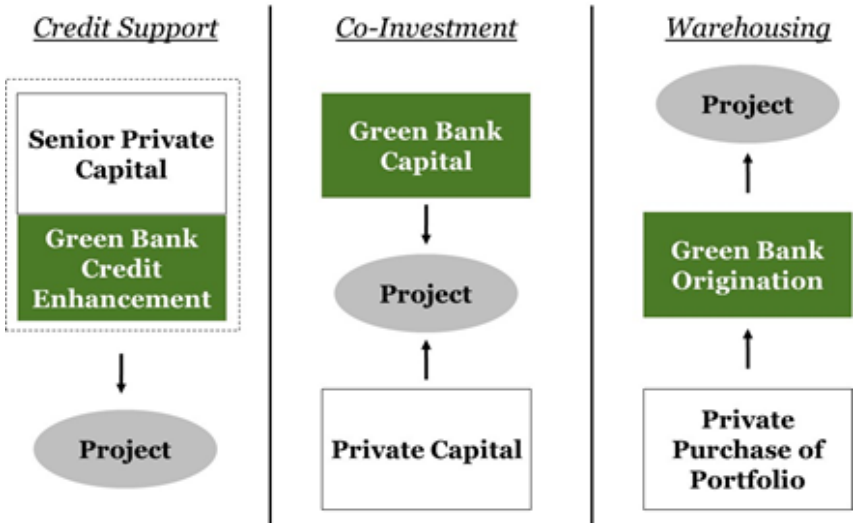 Credit Support
Senior Private
Capital
Green Bank
Credit
Enhancement
Project
Co-Investment
Green Bank
Capital
Project
Private Capital
Warehousing
Project
Green Bank
Origination
Private
Purchase of
Portfolio